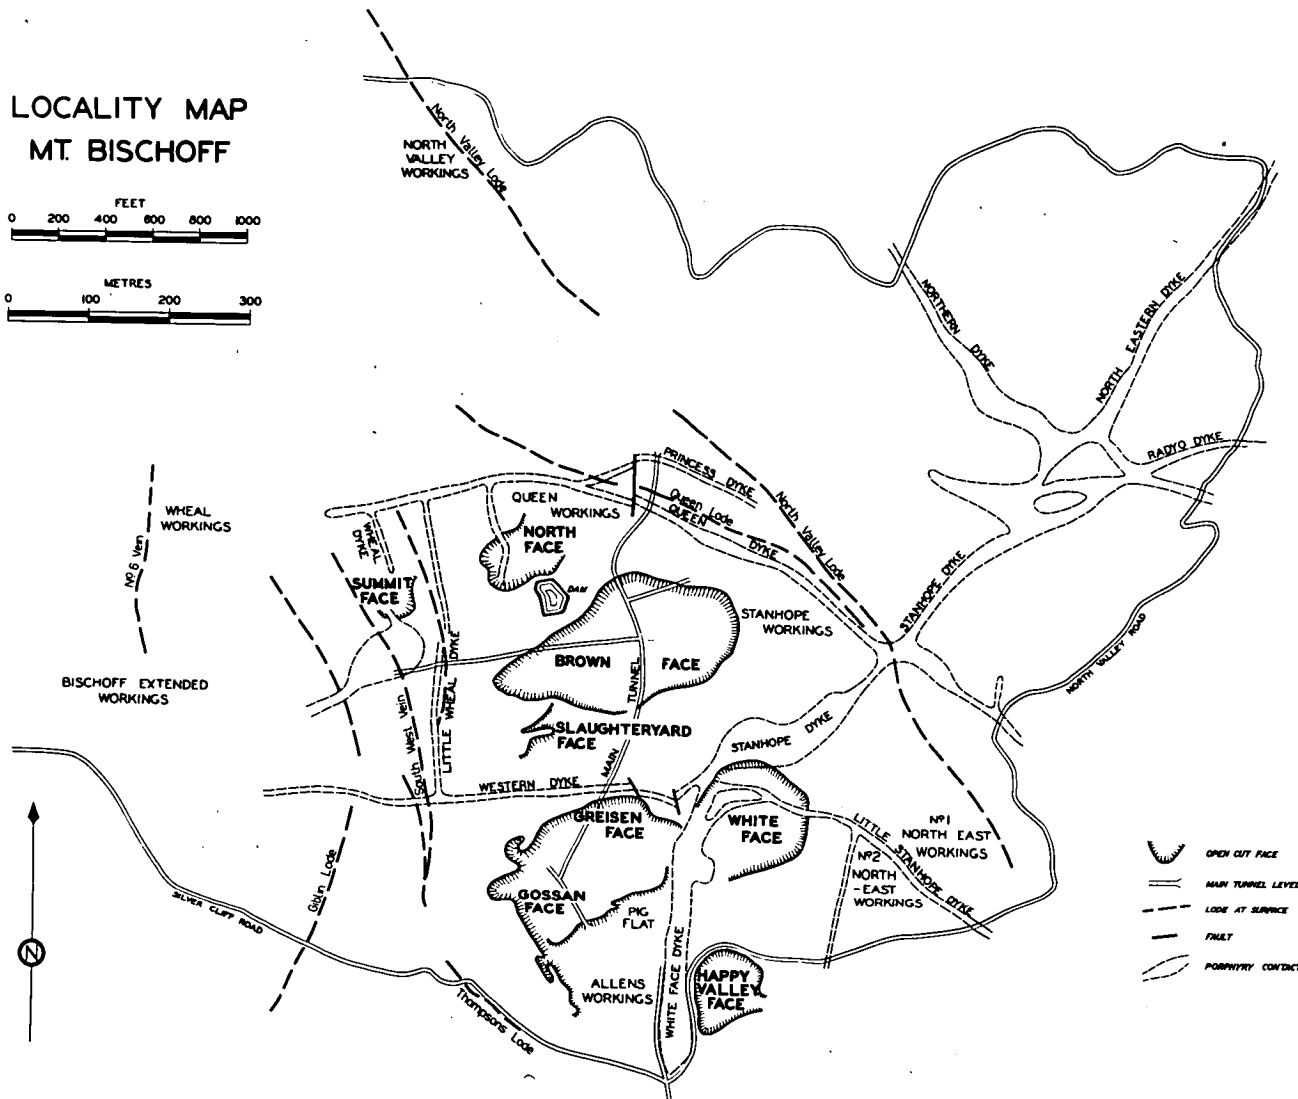 LOCALITY MAP
MT. BISCHOFF
FEET
0 200 400 600 800 1000
METRES
0 100 200 300
North Valley Lode
NORTH
VALLEY
WORKINGS
NORTHERN DYKE
NORTH EASTERN DYKE
RADYO DYKE
PRINCESS DYKE
Queen Lode
QUEEN DYKE
North Valley Lode
QUEEN
WORKINGS
NORTH
FACE
WHEAL
DYKE
WHEAL
WORKINGS
No 6 Vein
SUMMIT
FACE
DAM
STANHOPE
WORKINGS
STANHOPE DYKE
NORTH VALLEY ROAD
BROWN FACE
BISCHOFF EXTENDED
WORKINGS
LITTLE WHEAL DYKE
South West Vein
MAIN TUNNEL
SLAUGHTERYARD
FACE
STANHOPE DYKE
WESTERN DYKE
GREISEN
FACE
WHITE
FACE
Nº1
NORTH EAST
WORKINGS
LITTLE STANHOPE DYKE
Nº2
NORTH
-EAST
WORKINGS
Giblin Lode
SILVER CLIFF ROAD
GOSSAN
FACE
PIG
FLAT
WHITE FACE DYKE
ALLENS
WORKINGS
HAPPY
VALLEY
FACE
Thompsons Lode
N
OPEN CUT FACE
MAIN TUNNEL LEVEL
LODE AT SURFACE
FAULT
PORPHYRY CONTACT